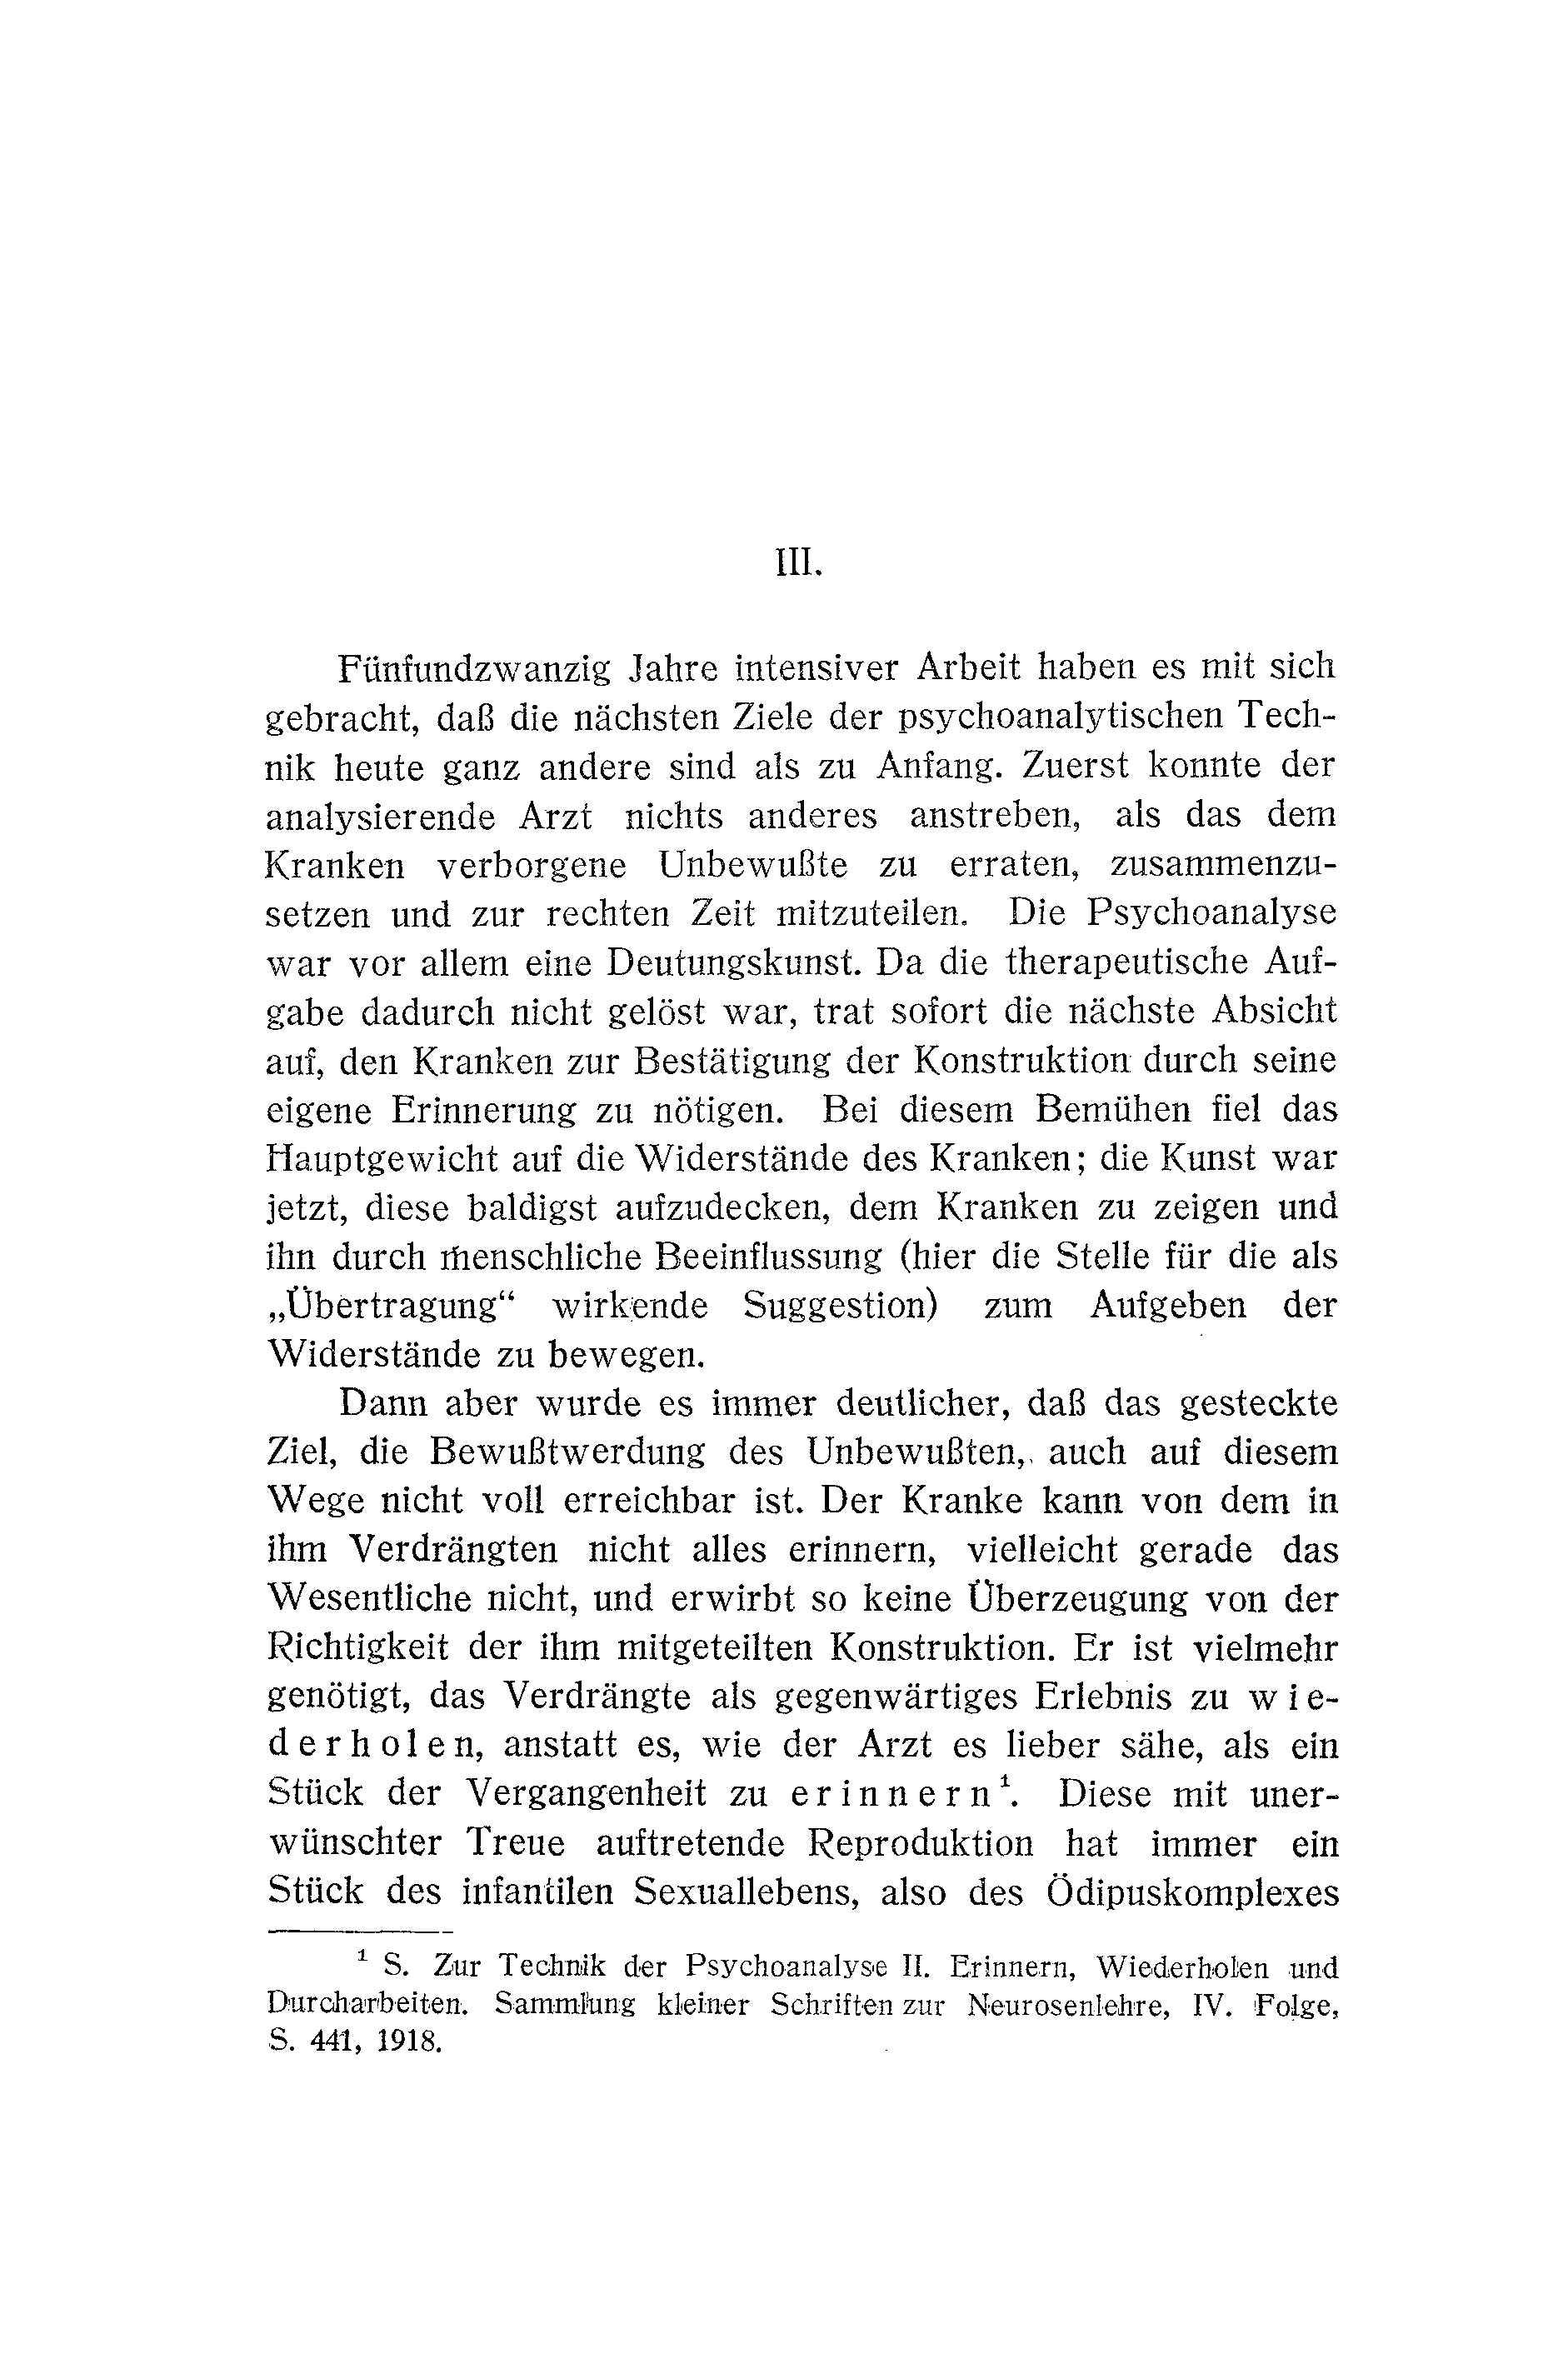 III.
Fünfundzwanzig Jahre intensiver Arbeit haben es mit sich
gebracht, daß die nächsten Ziele der psychoanalytischen Tech-
nik heute ganz andere sind als zu Anfang. Zuerst konnte der
analysierende Arzt nichts anderes anstreben, als das dem
Kranken verborgene Unbewußte zu erraten, zusammenzu-
setzen und zur rechten Zeit mitzuteilen. Die Psychoanalyse
war vor allem eine Deutungskunst. Da die therapeutische Auf-
gabe dadurch nicht gelöst war, trat sofort die nächste Absicht
auf, den Kranken zur Bestätigung der Konstruktion durch seine
eigene Erinnerung zu nötigen. Bei diesem Bemühen fiel das
Hauptgewicht auf die Widerstände des Kranken; die Kunst war
jetzt, diese baldigst aufzudecken, dem Kranken zu zeigen und
ihn durch menschliche Beeinflussung (hier die Stelle für die als
„Übertragung“ wirkende Suggestion) zum Aufgeben der
Widerstände zu bewegen.
Dann aber wurde es immer deutlicher, daß das gesteckte
Ziel, die Bewußtwerdung des Unbewußten, auch auf diesem
Wege nicht voll erreichbar ist. Der Kranke kann von dem in
ihm Verdrängten nicht alles erinnern, vielleicht gerade das
Wesentliche nicht, und erwirbt so keine Überzeugung von der
Richtigkeit der ihm mitgeteilten Konstruktion. Er ist vielmehr
genötigt, das Verdrängte als gegenwärtiges Erlebnis zu wie-
derholen, anstatt es, wie der Arzt es lieber sähe, als ein
Stück der Vergangenheit zu erinnern¹. Diese mit uner-
wünschter Treue auftretende Reproduktion hat immer ein
Stück des infantilen Sexuallebens, also des Ödipuskomplexes
¹ S. Zur Technik der Psychoanalyse II. Erinnern, Wiederholen und
Durcharbeiten. Sammlung kleiner Schriften zur Neurosenlehre, IV. Folge,
S. 441, 1918.